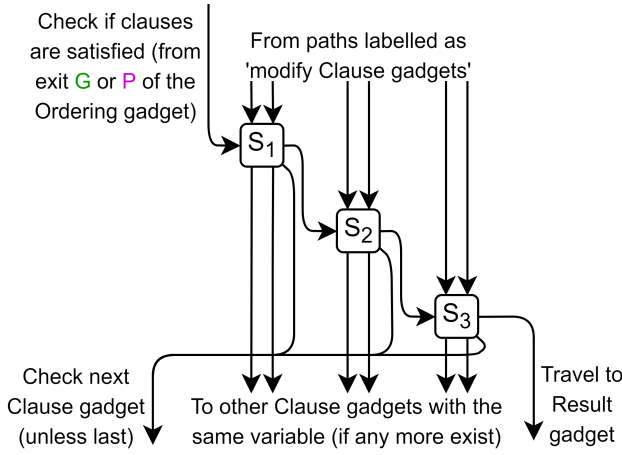 Check if clauses
are satisfied (from
exit G or P of the
Ordering gadget)
From paths labelled as
'modify Clause gadgets'
S1
S2
S3
Check next
Clause gadget
(unless last)
To other Clause gadgets with the
same variable (if any more exist)
Travel to
Result
gadget